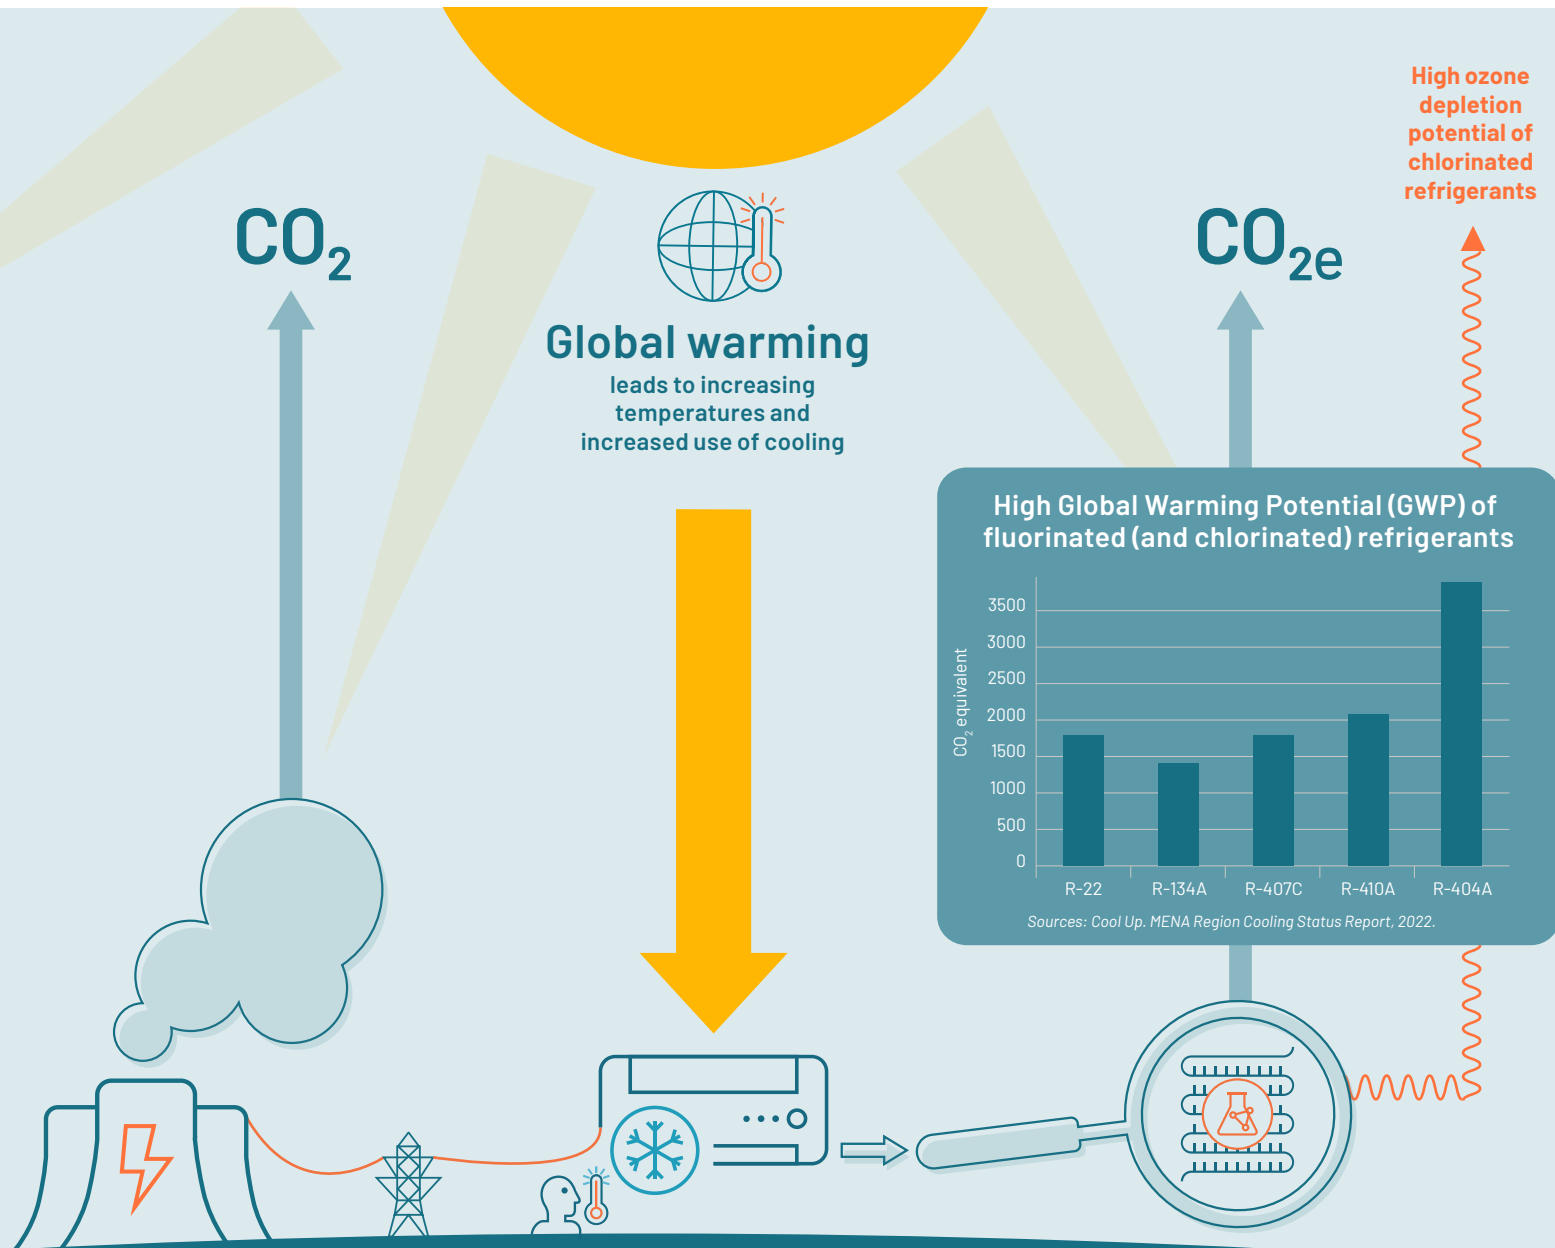 High ozone
depletion
potential of
chlorinated
refrigerants
CO₂
CO₂e
Global warming
leads to increasing
temperatures and
increased use of cooling
High Global Warming Potential (GWP) of
fluorinated (and chlorinated) refrigerants
CO₂ equivalent
3500
3000
2500
2000
1500
1000
500
0
R-22 R-134A R-407C R-410A R-404A
Sources: Cool Up. MENA Region Cooling Status Report, 2022.